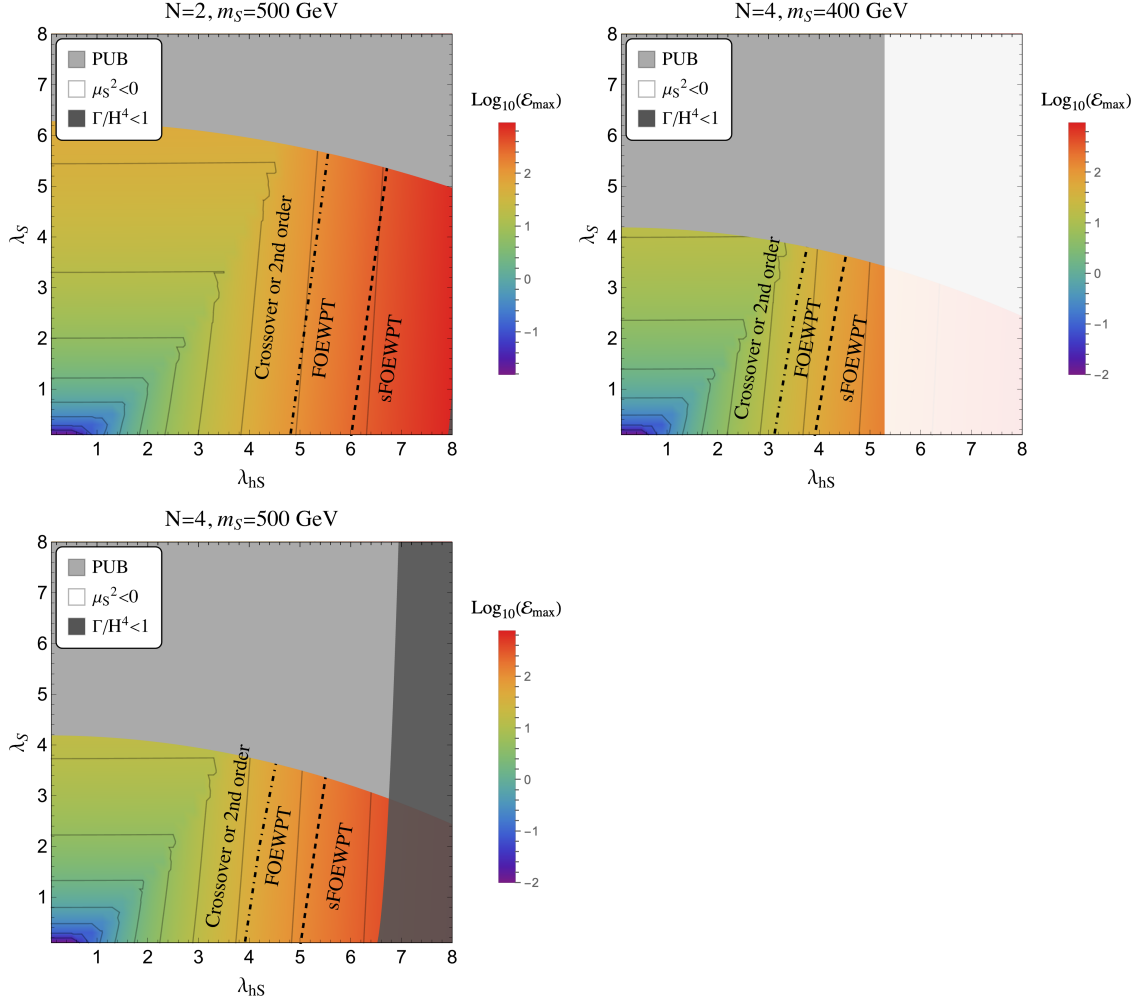 N=2, m_S=500 GeV
PUB
μ_S²<0
Γ/H⁴<1
Crossover or 2nd order
FOEWPT
sFOEWPT
8
7
6
5
4
3
2
1
λ_S
1 2 3 4 5 6 7 8
λ_hS
Log₁₀(ℰ_max)
2
1
0
−1
N=4, m_S=400 GeV
PUB
μ_S²<0
Γ/H⁴<1
Crossover or 2nd order
FOEWPT
sFOEWPT
8
7
6
5
4
3
2
1
λ_S
1 2 3 4 5 6 7 8
λ_hS
Log₁₀(ℰ_max)
2
1
0
−1
−2
N=4, m_S=500 GeV
PUB
μ_S²<0
Γ/H⁴<1
Crossover or 2nd order
FOEWPT
sFOEWPT
8
7
6
5
4
3
2
1
λ_S
1 2 3 4 5 6 7 8
λ_hS
Log₁₀(ℰ_max)
2
1
0
−1
−2